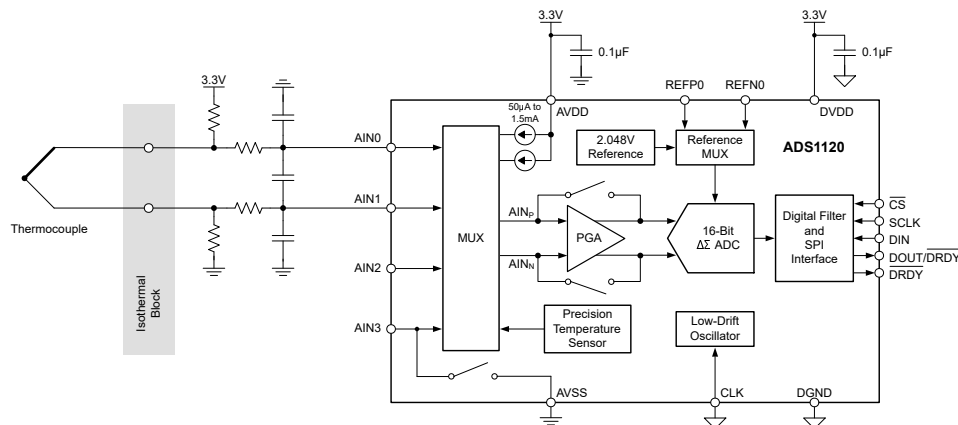 3.3V
3.3V
0.1µF
0.1µF
3.3V
REFP0
REFN0
50µA to
1.5mA
AVDD
DVDD
2.048V
Reference
Reference
MUX
ADS1120
AIN0
AIN1
AIN2
AIN3
MUX
AINP
AINN
PGA
16-Bit
ΔΣ ADC
Digital Filter
and
SPI
Interface
CS
SCLK
DIN
DOUT/DRDY
DRDY
Thermocouple
Isothermal
Block
Precision
Temperature
Sensor
Low-Drift
Oscillator
AVSS
CLK
DGND